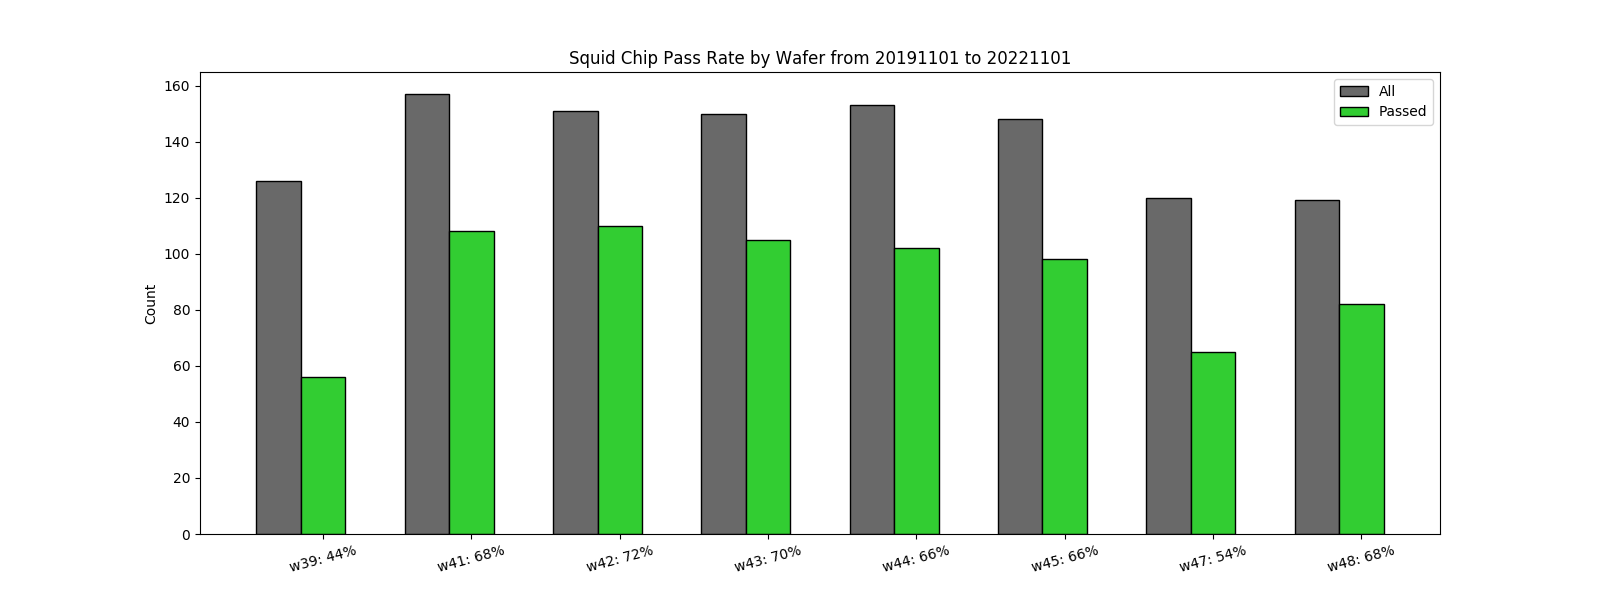 Squid Chip Pass Rate by Wafer from 20191101 to 20221101
160
140
120
100
80
60
40
20
0
Count
All
Passed
w39: 44%
w41: 68%
w42: 72%
w43: 70%
w44: 66%
w45: 66%
w47: 54%
w48: 68%